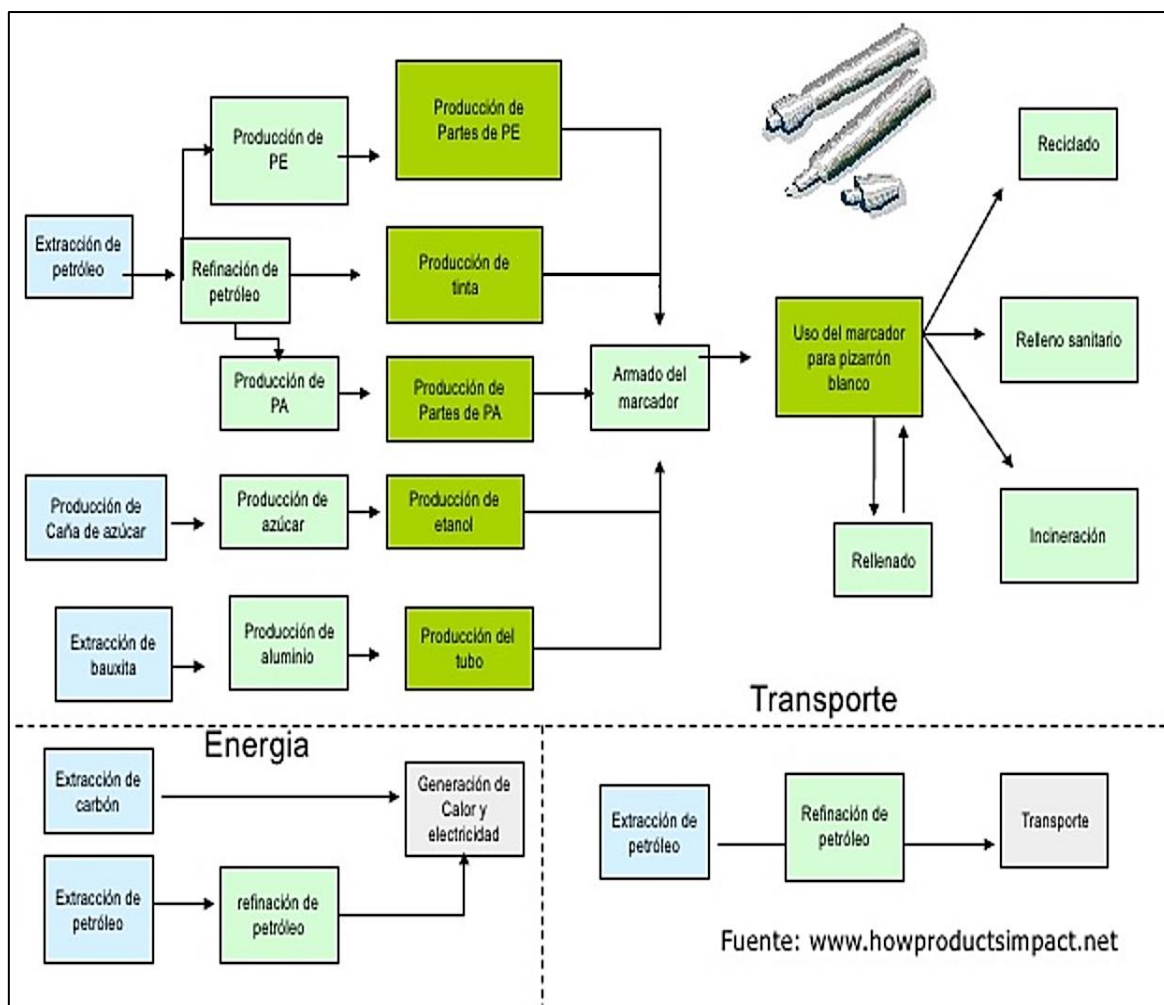 Producción de
PE
Producción de
Partes de PE
Reciclado
Extracción de
petróleo
Refinación de
petróleo
Producción de
tinta
Uso del marcador
para pizarrón
blanco
Relleno sanitario
Producción de
PA
Producción de
Partes de PA
Armado del
marcador
Producción de
Caña de azúcar
Producción de
azúcar
Producción de
etanol
Rellenado
Incineración
Extracción de
bauxita
Producción de
aluminio
Producción del
tubo
Transporte
Energia
Extracción de
carbón
Generación de
Calor y
electricidad
Extracción de
petróleo
refinación de
petróleo
Extracción de
petróleo
Refinación de
petróleo
Transporte
Fuente: www.howproductsimpact.net